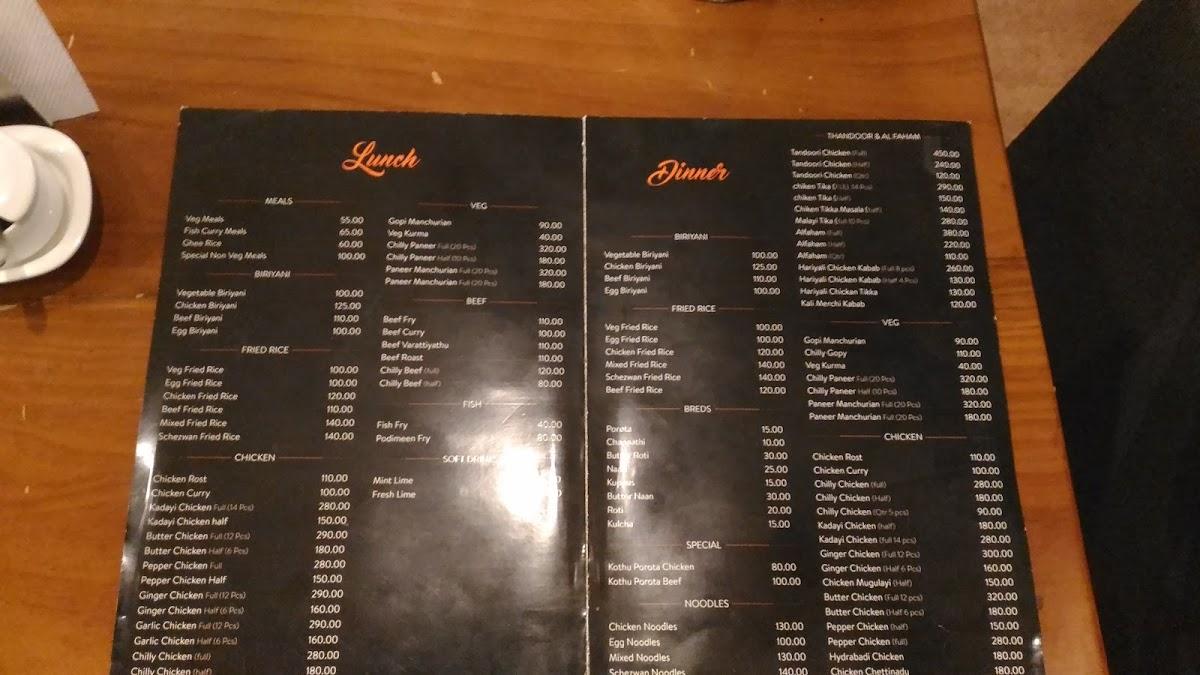 Lunch
MEALS
Veg Meals 55.00
Fish Curry Meals 65.00
Ghee Rice 60.00
Special Non Veg Meals 100.00
BIRIYANI
Vegetable Biriyani 100.00
Chicken Biriyani 125.00
Beef Biriyani 110.00
Egg Biriyani 100.00
FRIED RICE
Veg Fried Rice 100.00
Egg Fried Rice 100.00
Chicken Fried Rice 120.00
Beef Fried Rice 110.00
Mixed Fried Rice 140.00
Schezwan Fried Rice 140.00
CHICKEN
Chicken Rost 110.00
Chicken Curry 100.00
Kadayi Chicken Full (14 Pcs) 280.00
Kadayi Chicken half 150.00
Butter Chicken Full (12 Pcs) 290.00
Butter Chicken Half (6 Pcs) 180.00
Pepper Chicken Full 280.00
Pepper Chicken Half 150.00
Ginger Chicken Full (12 Pcs) 290.00
Ginger Chicken Half (6 Pcs) 160.00
Garlic Chicken Full (12 Pcs) 290.00
Garlic Chicken Half (6 Pcs) 160.00
Chilly Chicken (full) 280.00
Chilly Chicken (half) 180.00
VEG
Gopi Manchurian 90.00
Veg Kurma 40.00
Chilly Paneer Full (20 Pcs) 320.00
Chilly Paneer Half (10 Pcs) 180.00
Paneer Manchurian Full (20 Pcs) 320.00
Paneer Manchurian Full (20 Pcs) 180.00
BEEF
Beef Fry 110.00
Beef Curry 100.00
Beef Varattiyathu 110.00
Beef Roast 110.00
Chilly Beef (full) 120.00
Chilly Beef (half) 80.00
FISH
Fish Fry 40.00
Podimeen Fry 80.00
SOFT
Mint Lime
Fresh Lime
Dinner
BIRIYANI
Vegetable Biriyani 100.00
Chicken Biriyani 125.00
Beef Biriyani 110.00
Egg Biriyani 100.00
FRIED RICE
Veg Fried Rice 100.00
Egg Fried Rice 100.00
Chicken Fried Rice 120.00
Mixed Fried Rice 140.00
Schezwan Fried Rice 140.00
Beef Fried Rice 120.00
BREDS
Porota 15.00
Chappathi 10.00
Butter Roti 30.00
Naan 25.00
15.00
Butter Naan 30.00
Roti 20.00
Kulcha 15.00
SPECIAL
Kothu Porota Chicken 80.00
Kothu Porota Beef 100.00
NOODLES
Chicken Noodles 130.00
Egg Noodles 100.00
Mixed Noodles 130.00
Schezwan Noodles 140.00
THANDOOR & AL FAHAM
Tandoori Chicken (Full) 450.00
Tandoori Chicken (Half) 240.00
Tandoori Chicken (Qtr) 120.00
chiken Tika 290.00
chiken Tika (half) 150.00
Chiken Tikka Masala (half) 140.00
Malayi Tika (full 10 Pcs) 280.00
Alfaham (Full) 380.00
Alfaham (Half) 220.00
Alfaham (Qtr) 110.00
Hariyali Chicken Kabab (Full 8 pcs) 260.00
Hariyali Chicken Kabab (Half 4 Pcs) 130.00
Hariyali Chickan Tikka 130.00
Kali Merchi Kabab 120.00
VEG
Gopi Manchurian 90.00
Chilly Gopy 110.00
Veg Kurma 40.00
Chilly Paneer Full (20 Pcs) 320.00
Chilly Paneer Half (10 Pcs) 180.00
Paneer Manchurian Full (20 Pcs) 320.00
Paneer Manchurian Full (20 Pcs) 180.00
CHICKEN
Chicken Rost 110.00
Chicken Curry 100.00
Chilly Chicken (full) 280.00
Chilly Chicken (Half) 180.00
Chilly Chicken (Qtr 5 pcs) 90.00
Kadayi Chicken (half) 180.00
Kadayi Chicken (full 14 pcs) 280.00
Ginger Chicken (Full 12 Pcs) 300.00
Ginger Chicken (Half 6 Pcs) 160.00
Chicken Mugulayi (Half) 150.00
Butter Chicken (Full 12 pcs) 320.00
Butter Chicken (Half 6 pcs) 180.00
Pepper Chicken (half) 150.00
Pepper Chicken (full) 280.00
Hydrabadi Chicken 180.00
Chicken Chettinadu 180.00